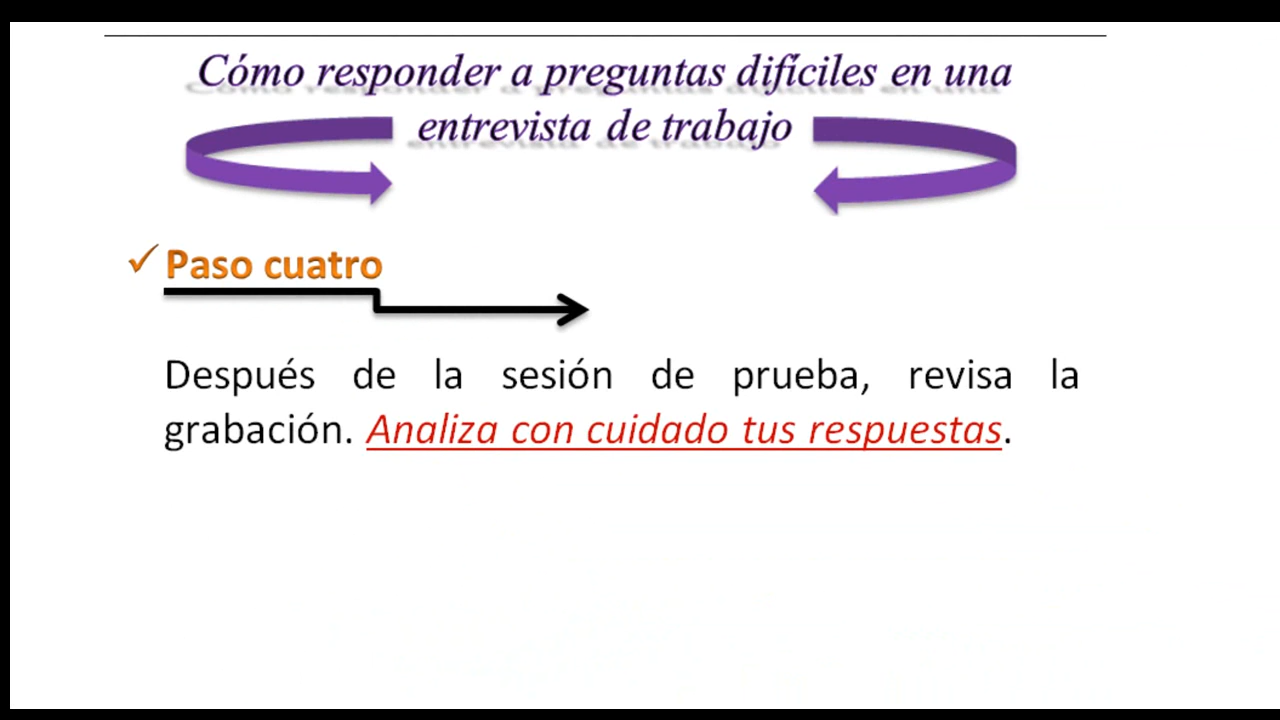 Cómo responder a preguntas difíciles en una
entrevista de trabajo
✓ Paso cuatro
Después de la sesión de prueba, revisa la
grabación. Analiza con cuidado tus respuestas.